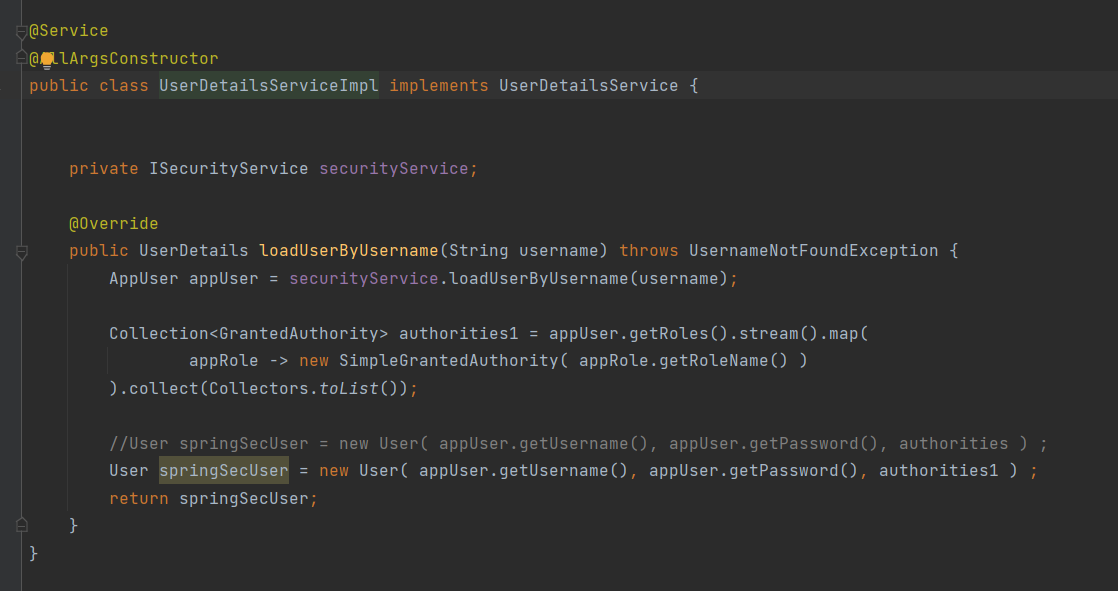 @Service
@AllArgsConstructor
public class UserDetailsServiceImpl implements UserDetailsService {
private ISecurityService securityService;
@Override
public UserDetails loadUserByUsername(String username) throws UsernameNotFoundException {
AppUser appUser = securityService.loadUserByUsername(username);
Collection<GrantedAuthority> authorities1 = appUser.getRoles().stream().map(
appRole -> new SimpleGrantedAuthority( appRole.getRoleName() )
).collect(Collectors.toList());
//User springSecUser = new User( appUser.getUsername(), appUser.getPassword(), authorities ) ;
User springSecUser = new User( appUser.getUsername(), appUser.getPassword(), authorities1 ) ;
return springSecUser;
}
}